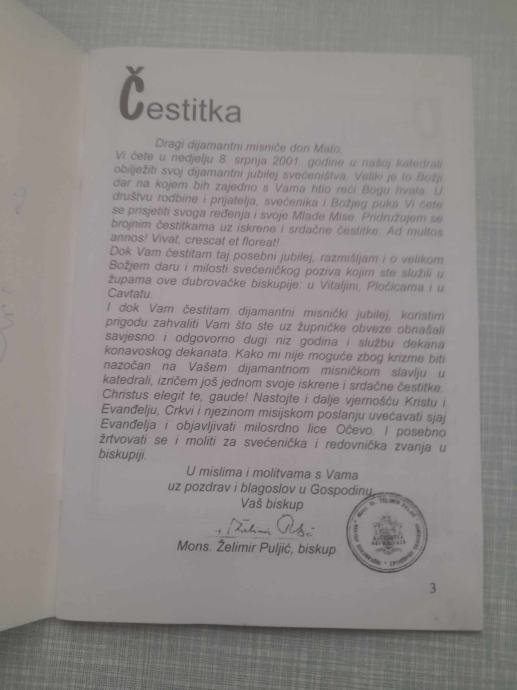 Čestitka
Dragi dijamantni misniče don Mato,
Vi ćete u nedjelju 8. srpnja 2001. godine u našoj katedrali
obilježiti svoj dijamantni jubilej svećeništva. Veliki je to Božji
dar na kojem bih zajedno s Vama htio reći Bogu hvala. U
društvu rodbine i prijatelja, svećenika i Božjeg puka Vi ćete
se prisjetiti svoga ređenja i svoje Mlade Mise. Pridružujem se
brojnim čestitkama uz iskrene i srdačne čestitke. Ad multos
annos! Vivat, crescat et floreat!
Dok Vam čestitam taj posebni jubilej, razmišljam i o velikom
Božjem daru i milosti svećeničkog poziva kojim ste služili u
župama ove dubrovačke biskupije: u Vitaljini, Pločicama i u
Cavtatu.
I dok Vam čestitam dijamantni misnički jubilej, koristim
prigodu zahvaliti Vam što ste uz župničke obveze obnašali
savjesno i odgovorno dugi niz godina i službu dekana
konavoskog dekanata. Kako mi nije moguće zbog krizme biti
nazočan na Vašem dijamantnom misničkom slavlju u
katedrali, izričem još jednom svoje iskrene i srdačne čestitke.
Christus elegit te, gaude! Nastojte i dalje vjernošću Kristu i
Evanđelju, Crkvi i njezinom misijskom poslanju uvećavati sjaj
Evanđelja i objavljivati milosrdno lice Očevo. I posebno
žrtvovati se i moliti za svećenička i redovnička zvanja u
biskupiji.
U mislima i molitvama s Vama
uz pozdrav i blagoslov u Gospodinu,
Vaš biskup
+ Želimir Puljić
Mons. Želimir Puljić, biskup
3